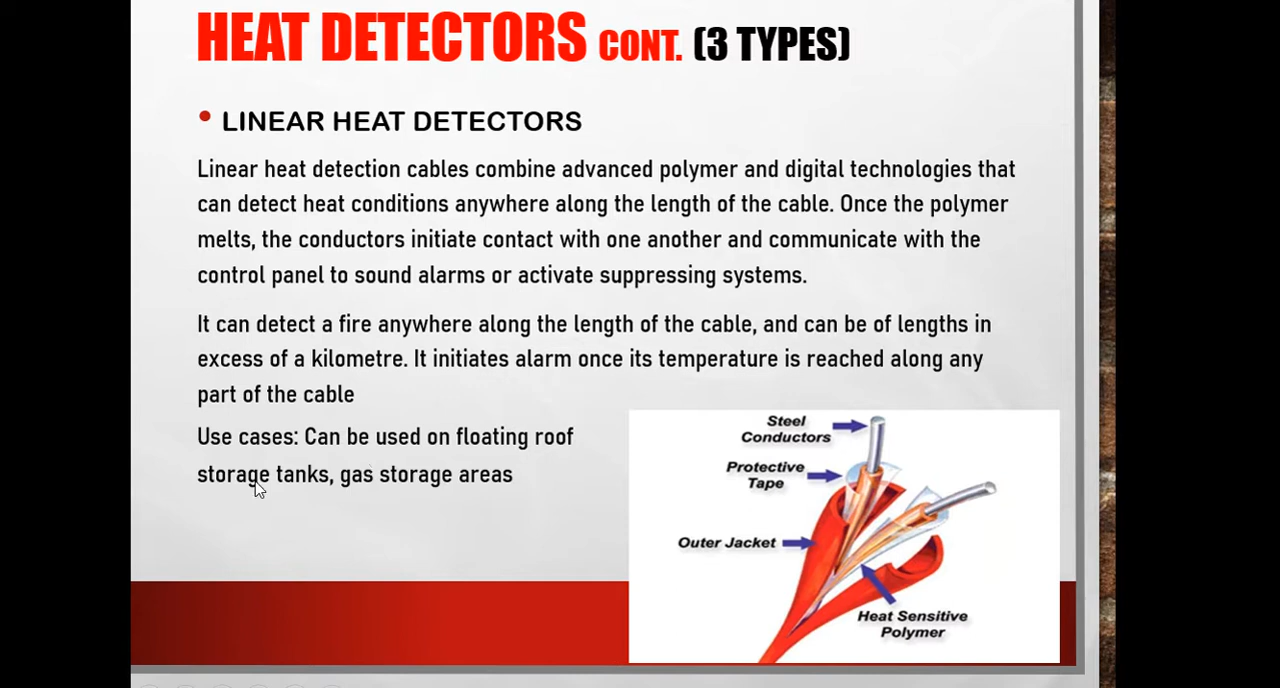 HEAT DETECTORS CONT. (3 TYPES)
• LINEAR HEAT DETECTORS
Linear heat detection cables combine advanced polymer and digital technologies that
can detect heat conditions anywhere along the length of the cable. Once the polymer
melts, the conductors initiate contact with one another and communicate with the
control panel to sound alarms or activate suppressing systems.
It can detect a fire anywhere along the length of the cable, and can be of lengths in
excess of a kilometre. It initiates alarm once its temperature is reached along any
part of the cable
Use cases: Can be used on floating roof
storage tanks, gas storage areas
Steel
Conductors
Protective
Tape
Outer Jacket
Heat Sensitive
Polymer